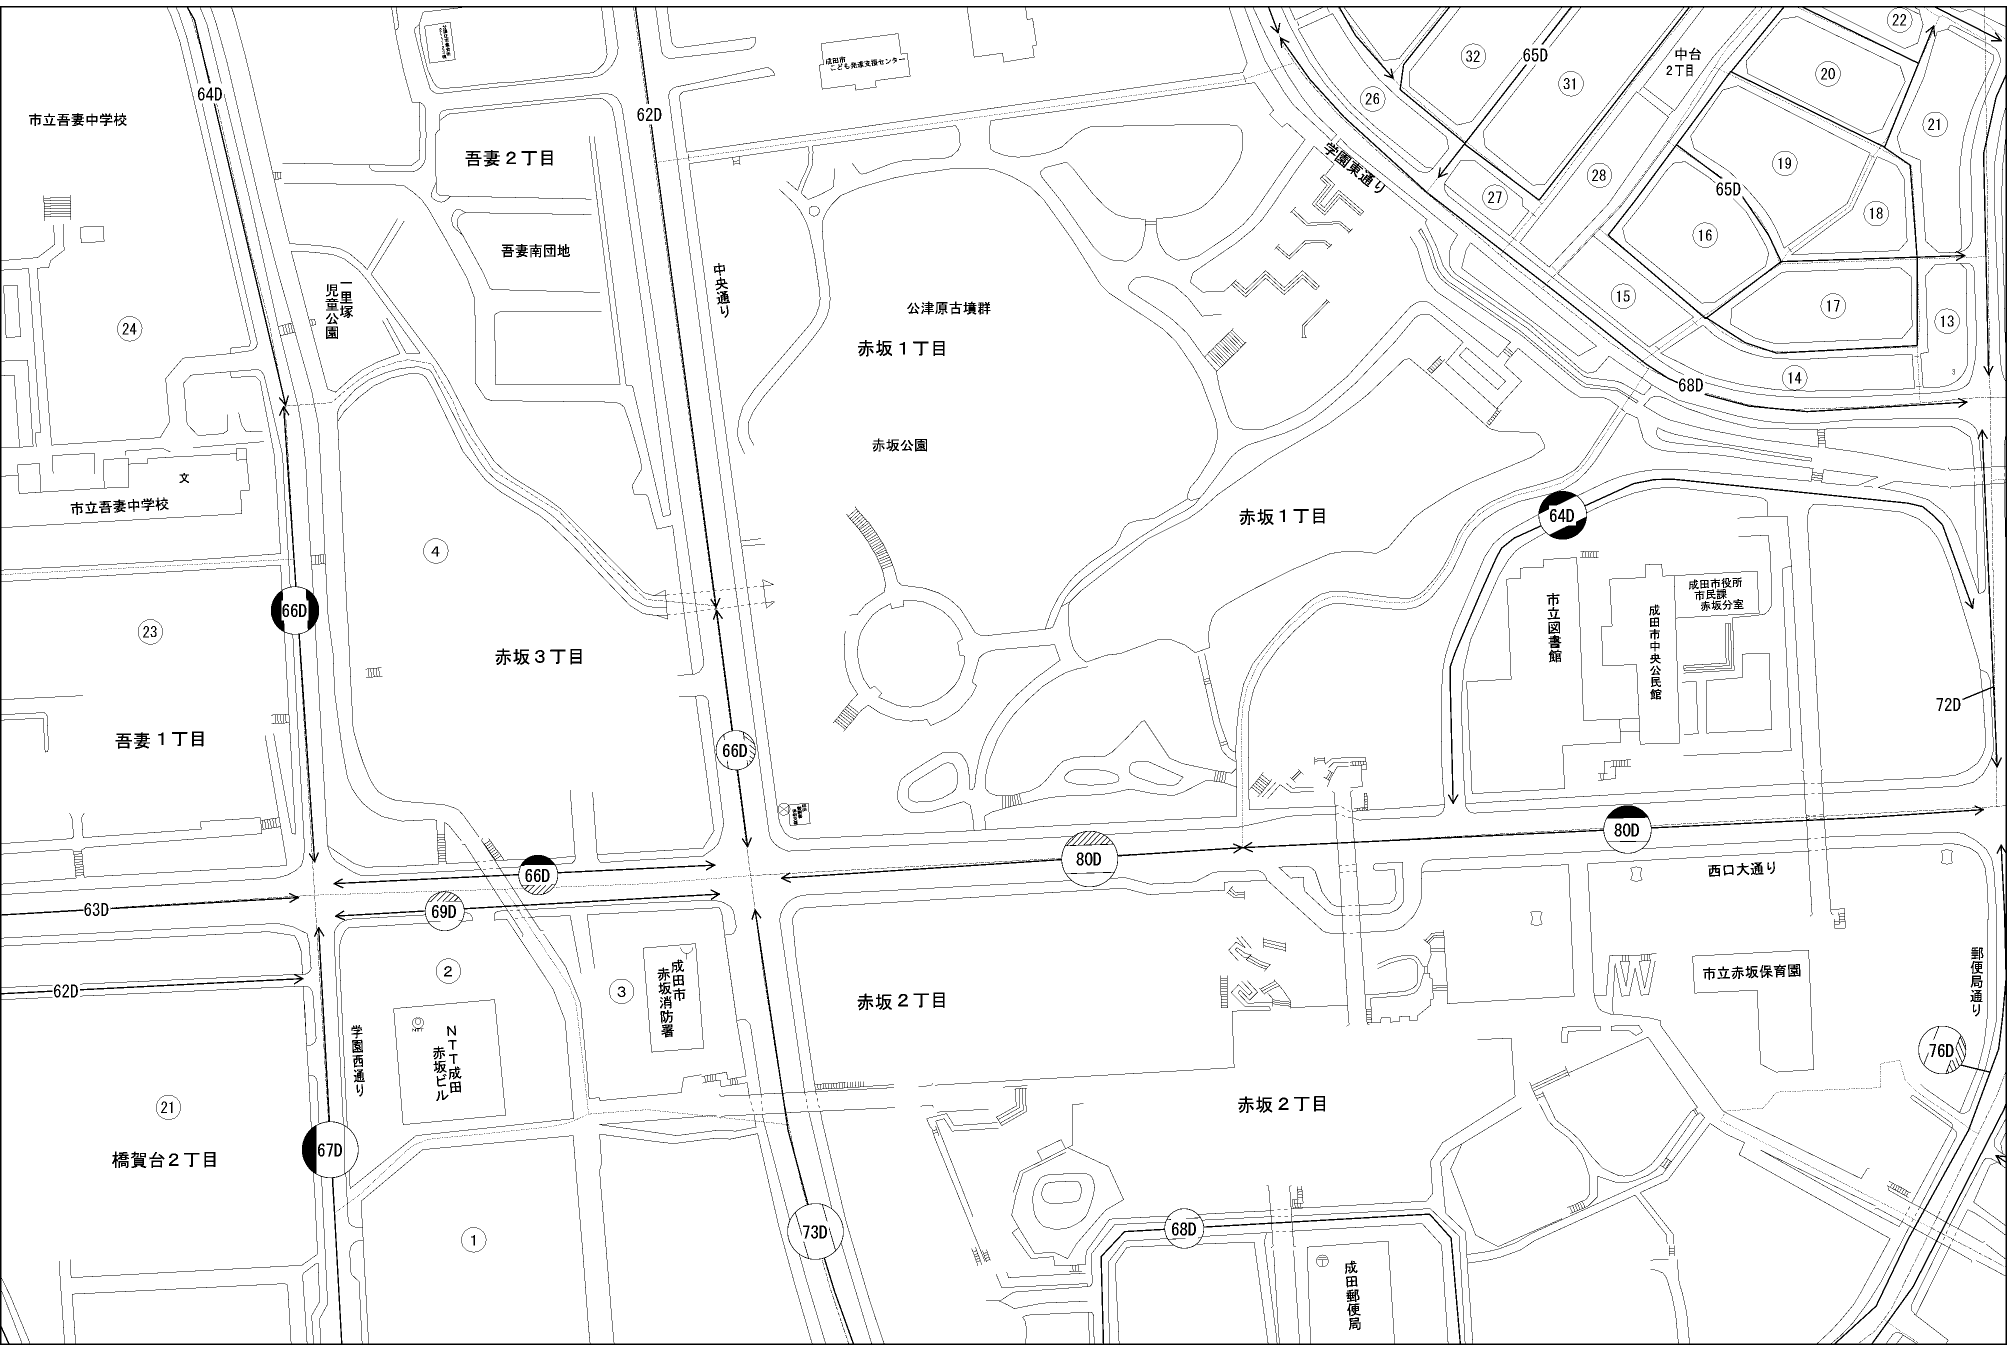 22
32
65D
31
中台
2丁目
20
成田市
こども発達支援センター
64D
62D
26
21
市立吾妻中学校
吾妻2丁目
学園東通り
19
28
65D
27
18
16
吾妻南団地
中央通り
一里塚
児童公園
公津原古墳群
15
17
13
24
赤坂1丁目
3
14
68D
赤坂公園
文
市立吾妻中学校
赤坂1丁目
64D
4
成田市役所
市民課
赤坂分室
66D
市立図書館
成田市中央公民館
23
赤坂3丁目
72D
吾妻1丁目
66D
80D
80D
西口大通り
66D
63D
69D
2
成田市
赤坂消防署
3
市立赤坂保育園
郵便局通り
62D
赤坂2丁目
学園西通り
NTT
NTT成田
赤坂ビル
76D
21
赤坂2丁目
67D
橋賀台2丁目
1
73D
68D
成田郵便局